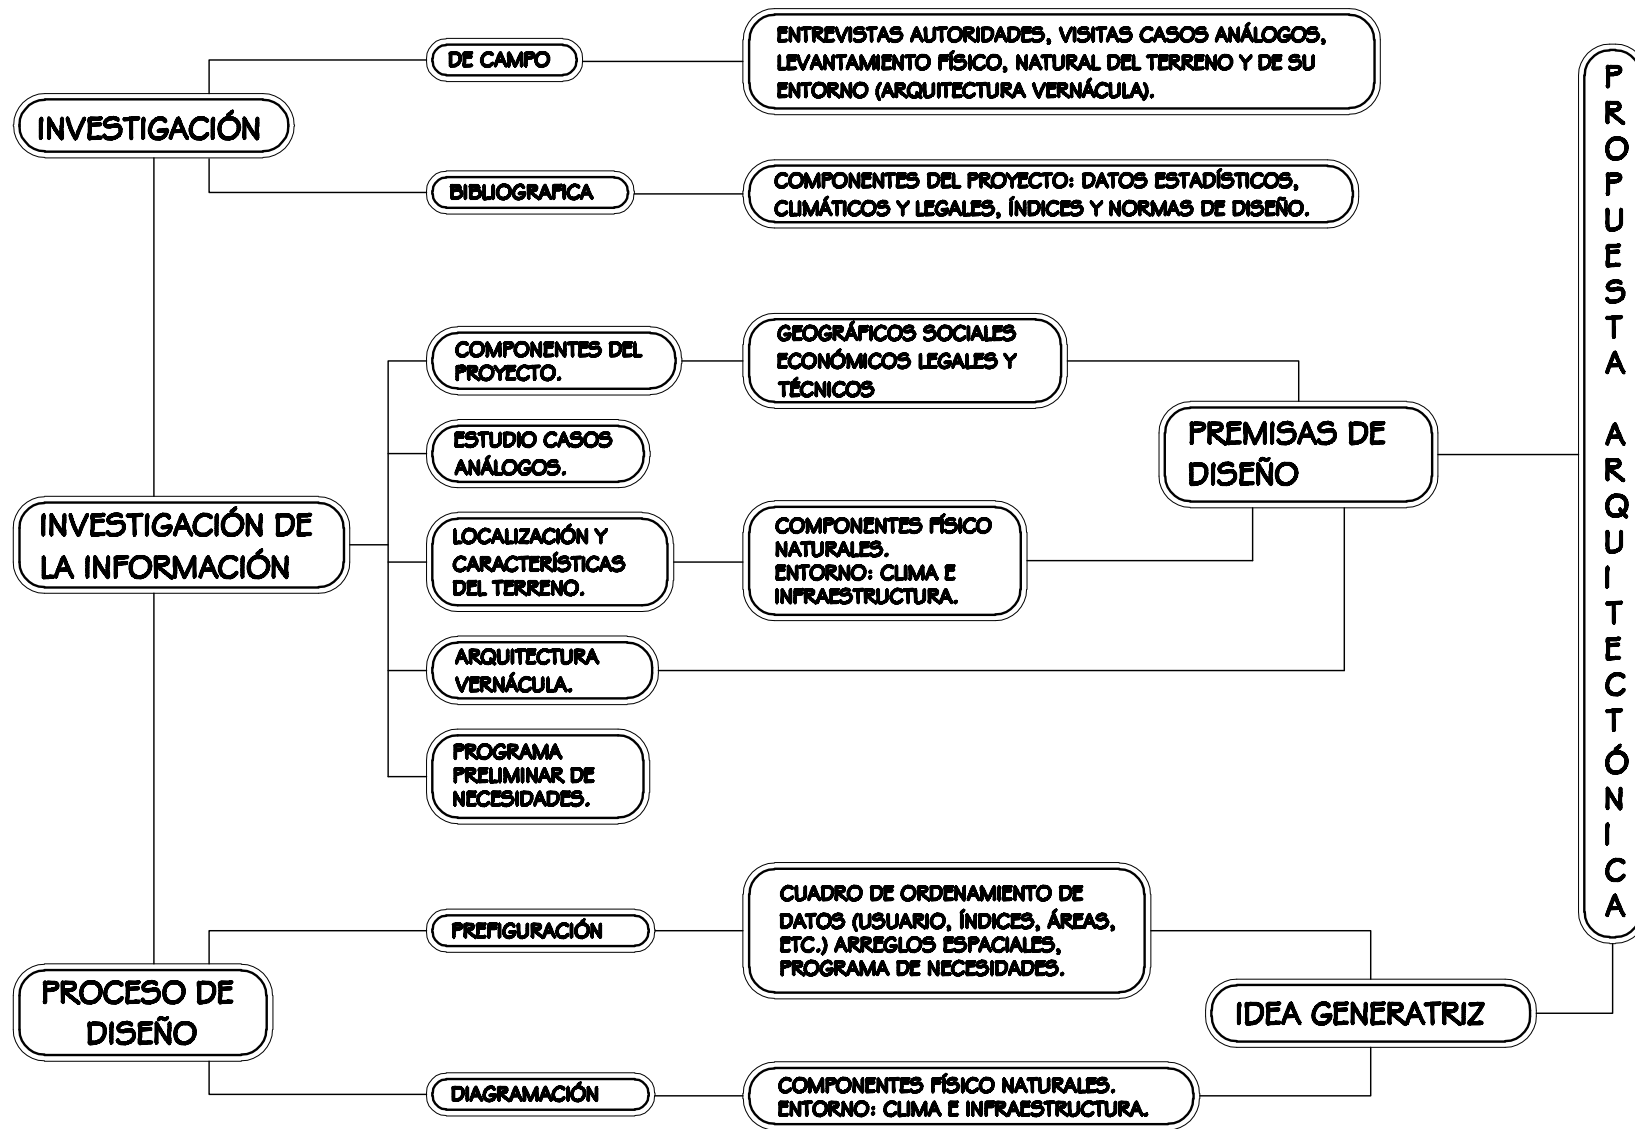 DE CAMPO
ENTREVISTAS AUTORIDADES, VISITAS CASOS ANÁLOGOS,
LEVANTAMIENTO FÍSICO, NATURAL DEL TERRENO Y DE SU
ENTORNO (ARQUITECTURA VERNÁCULA).
INVESTIGACIÓN
BIBLIOGRAFICA
COMPONENTES DEL PROYECTO: DATOS ESTADÍSTICOS,
CLIMÁTICOS Y LEGALES, ÍNDICES Y NORMAS DE DISEÑO.
COMPONENTES DEL
PROYECTO.
GEOGRÁFICOS SOCIALES
ECONÓMICOS LEGALES Y
TÉCNICOS
ESTUDIO CASOS
ANÁLOGOS.
PREMISAS DE
DISEÑO
INVESTIGACIÓN DE
LA INFORMACIÓN
LOCALIZACIÓN Y
CARACTERÍSTICAS
DEL TERRENO.
COMPONENTES FÍSICO
NATURALES.
ENTORNO: CLIMA E
INFRAESTRUCTURA.
ARQUITECTURA
VERNÁCULA.
PROGRAMA
PRELIMINAR DE
NECESIDADES.
PREFIGURACIÓN
CUADRO DE ORDENAMIENTO DE
DATOS (USUARIO, ÍNDICES, ÁREAS,
ETC.) ARREGLOS ESPACIALES,
PROGRAMA DE NECESIDADES.
PROCESO DE
DISEÑO
IDEA GENERATRIZ
DIAGRAMACIÓN
COMPONENTES FÍSICO NATURALES.
ENTORNO: CLIMA E INFRAESTRUCTURA.
PROPUESTA ARQUITECTÓNICA